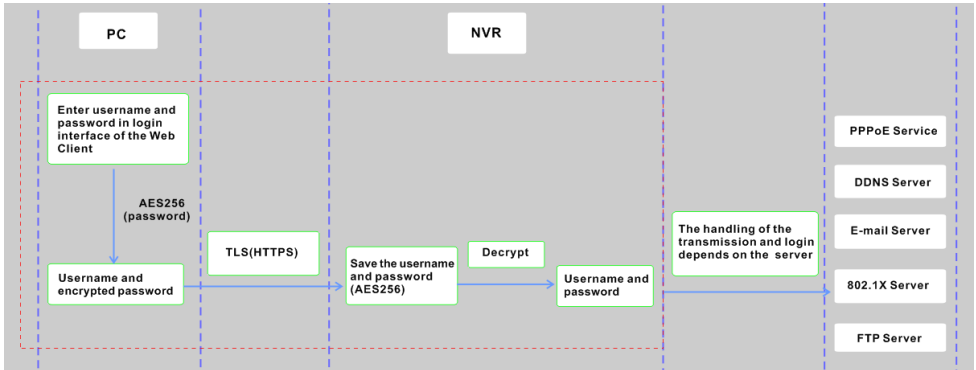 PC
NVR
Enter username and
password in login
interface of the Web
Client
AES256
(password)
Username and
encrypted password
TLS(HTTPS)
Save the username
and password
(AES256)
Decrypt
Username and
password
The handling of the
transmission and login
depends on the server
PPPoE Service
DDNS Server
E-mail Server
802.1X Server
FTP Server